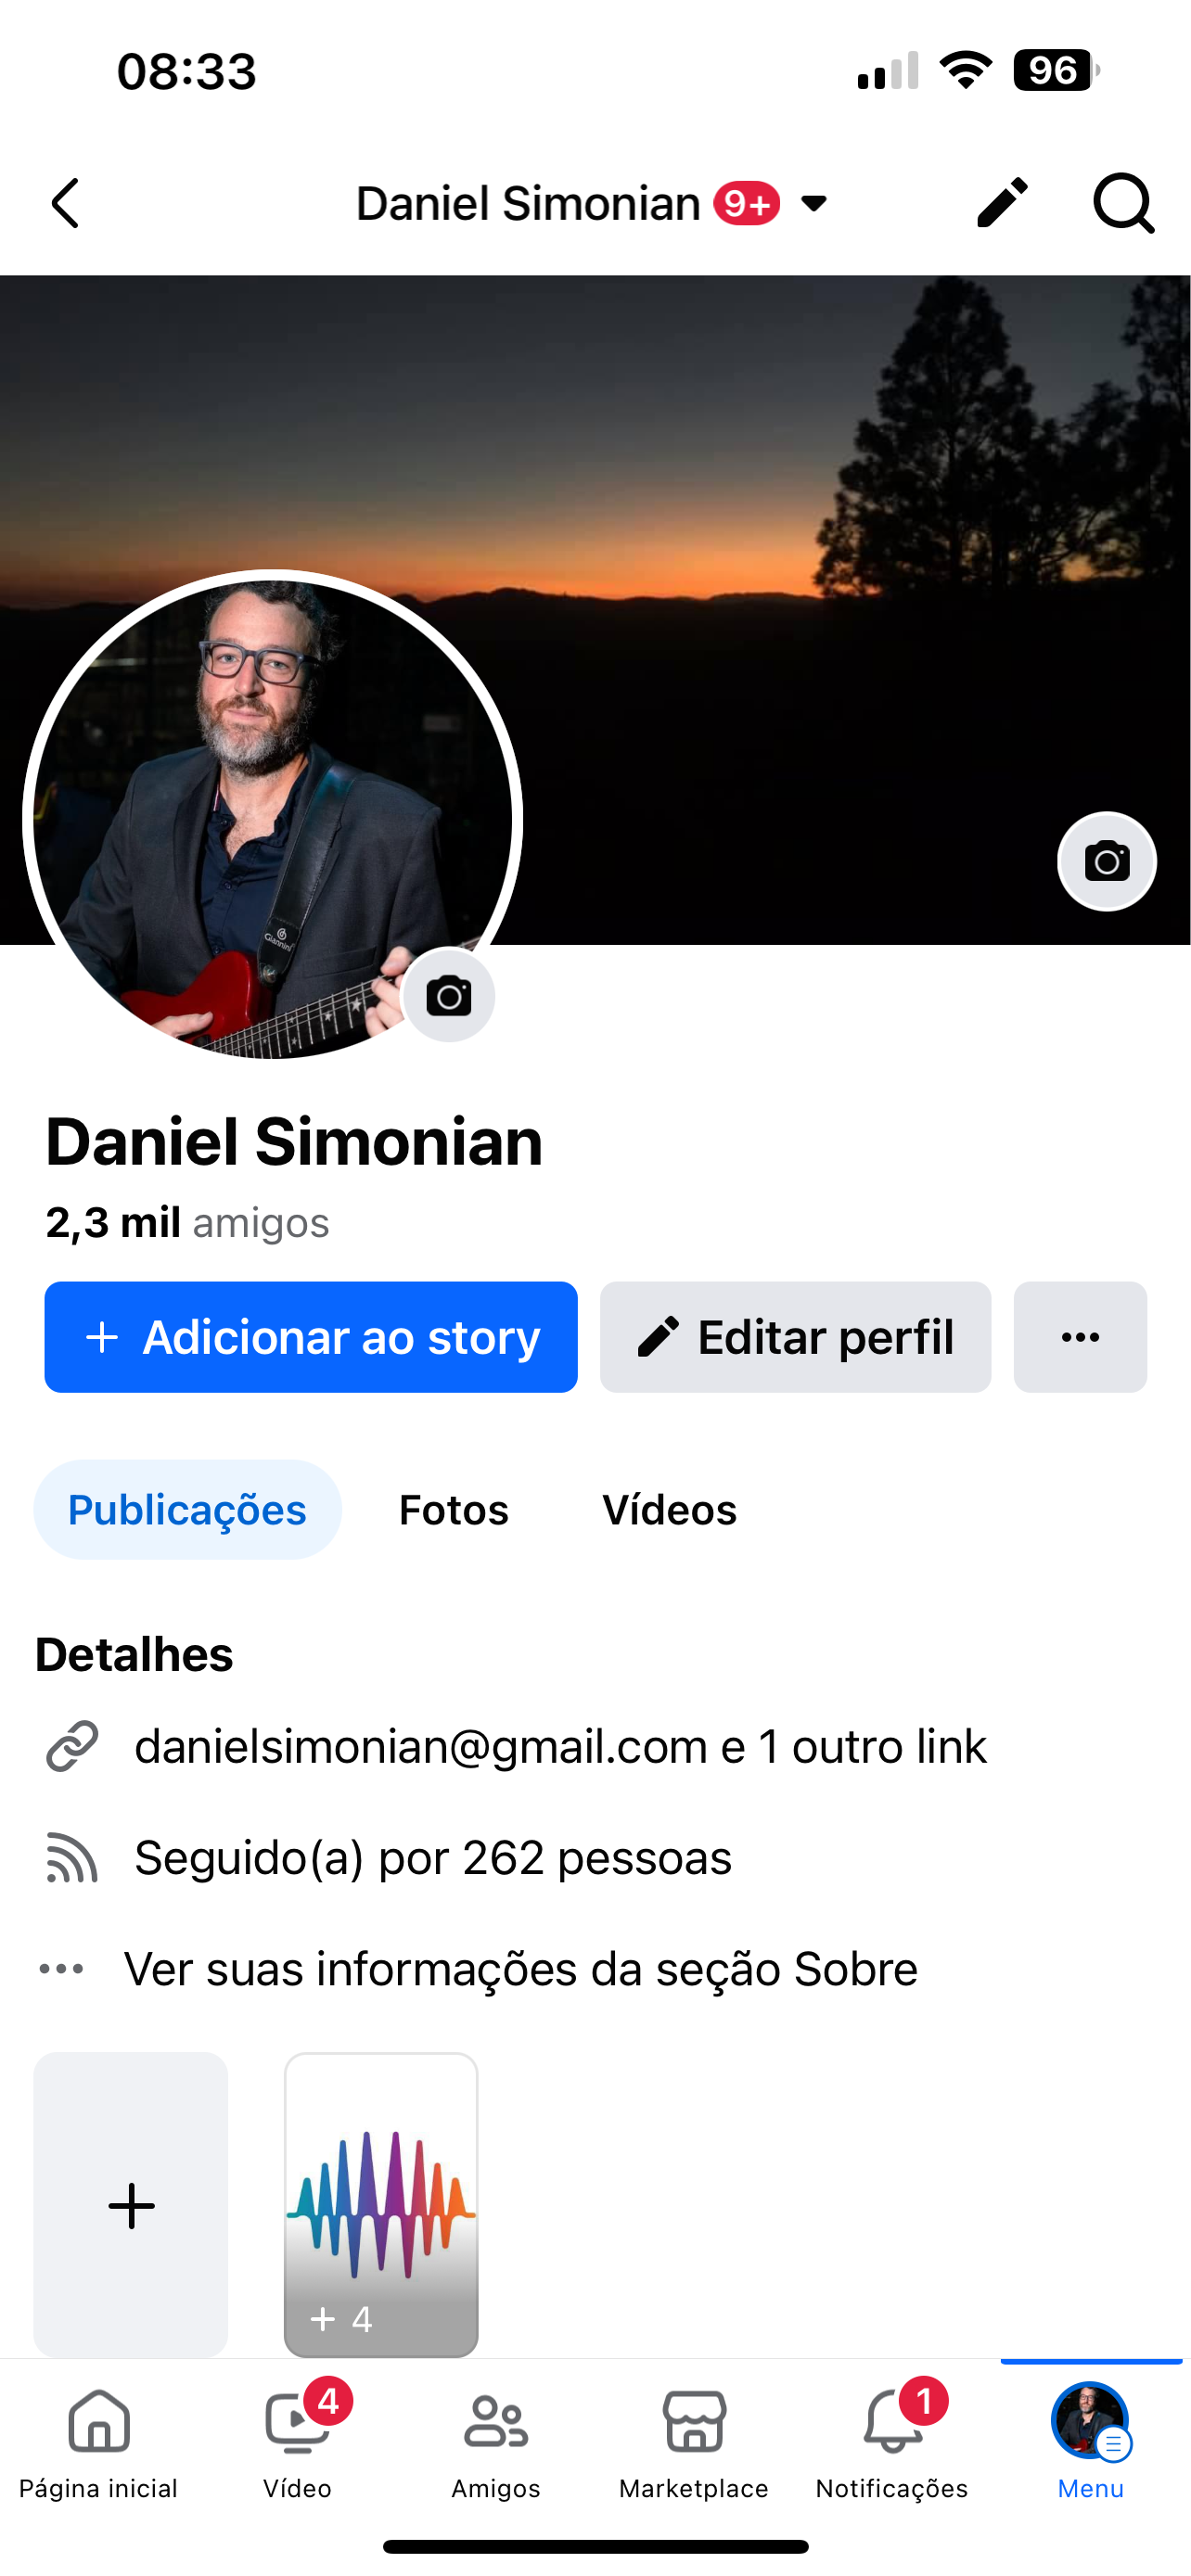 08:33
96
Daniel Simonian 9+
Giannini
Daniel Simonian
2,3 mil amigos
+ Adicionar ao story
Editar perfil
Publicações
Fotos
Vídeos
Detalhes
danielsimonian@gmail.com e 1 outro link
Seguido(a) por 262 pessoas
Ver suas informações da seção Sobre
+ 4
4
1
Página inicial
Vídeo
Amigos
Marketplace
Notificações
Menu